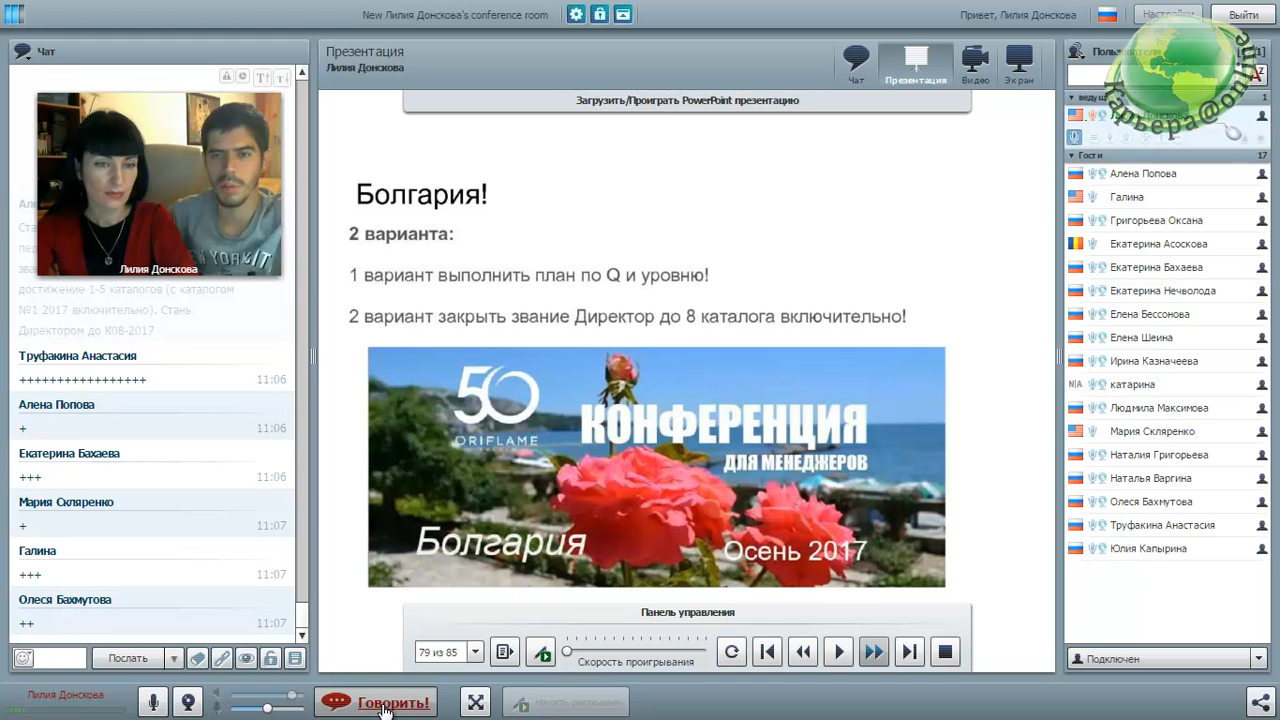 New Лилия Донскова's conference room
Привет, Лилия Донскова
Настройки
Выйти
Чат
Лилия Донскова
достижение 1-5 каталогов (с каталогом
№1 2017 включительно). Стань
Директором до К08-2017
Труфакина Анастасия
+++++++++++++++++ 11:06
Алена Попова
+ 11:06
Екатерина Бахаева
+++ 11:06
Мария Скляренко
+ 11:07
Галина
+++ 11:07
Олеся Бахмутова
++ 11:07
Послать
Презентация
Лилия Донскова
Чат
Презентация
Видео
Экран
Загрузить/Проиграть PowerPoint презентацию
Болгария!
2 варианта:
1 вариант выполнить план по Q и уровню!
2 вариант закрыть звание Директор до 8 каталога включительно!
50
ORIFLAME
КОНФЕРЕНЦИЯ
ДЛЯ МЕНЕДЖЕРОВ
Болгария
Осень 2017
Панель управления
79 из 85
Скорость проигрывания
Карьера@online
ведущ 1
Гости 17
Алена Попова
Галина
Григорьева Оксана
Екатерина Асоскова
Екатерина Бахаева
Екатерина Нечволода
Елена Бессонова
Елена Шеина
Ирина Казначеева
N/A катарина
Людмила Максимова
Мария Скляренко
Наталия Григорьева
Наталья Варгина
Олеся Бахмутова
Труфакина Анастасия
Юлия Капырина
Подключен
Лилия Донскова
Говорить!
Начать рисование